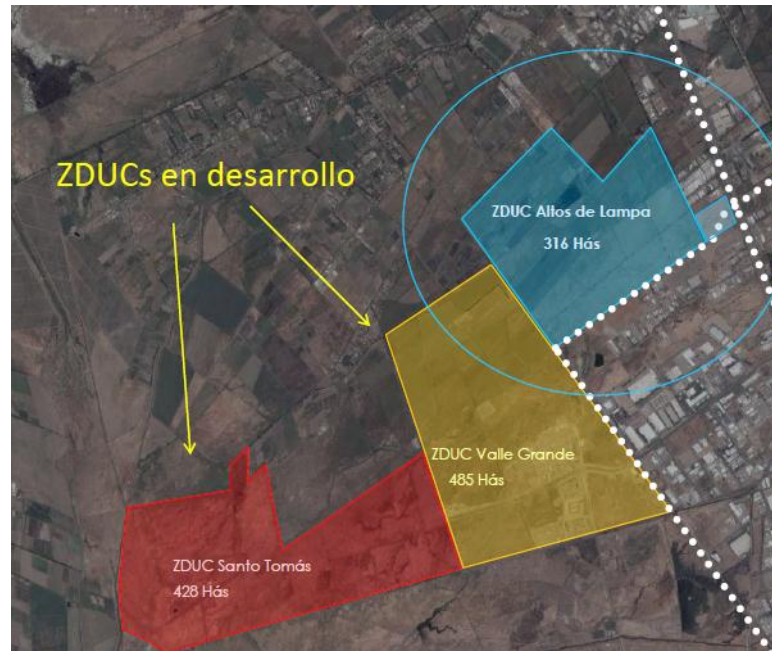 ZDUCs en desarrollo
ZDUC Altos de Lampa
316 Hás
ZDUC Valle Grande
485 Hás
ZDUC Santo Tomás
428 Hás